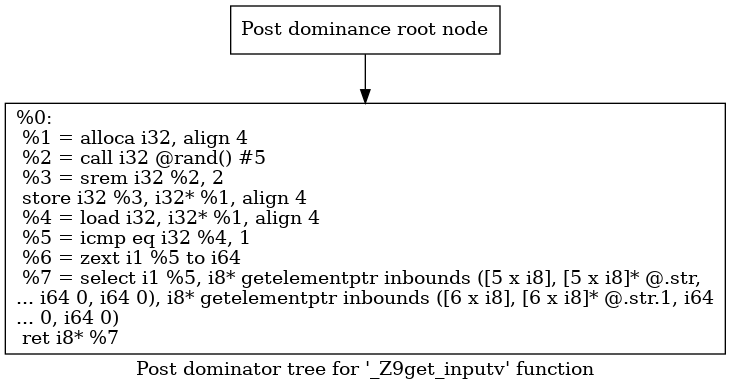 Post dominance root node
%0:
%1 = alloca i32, align 4
%2 = call i32 @rand() #5
%3 = srem i32 %2, 2
store i32 %3, i32* %1, align 4
%4 = load i32, i32* %1, align 4
%5 = icmp eq i32 %4, 1
%6 = zext i1 %5 to i64
%7 = select i1 %5, i8* getelementptr inbounds ([5 x i8], [5 x i8]* @.str,
... i64 0, i64 0), i8* getelementptr inbounds ([6 x i8], [6 x i8]* @.str.1, i64
... 0, i64 0)
ret i8* %7
Post dominator tree for '_Z9get_inputv' function